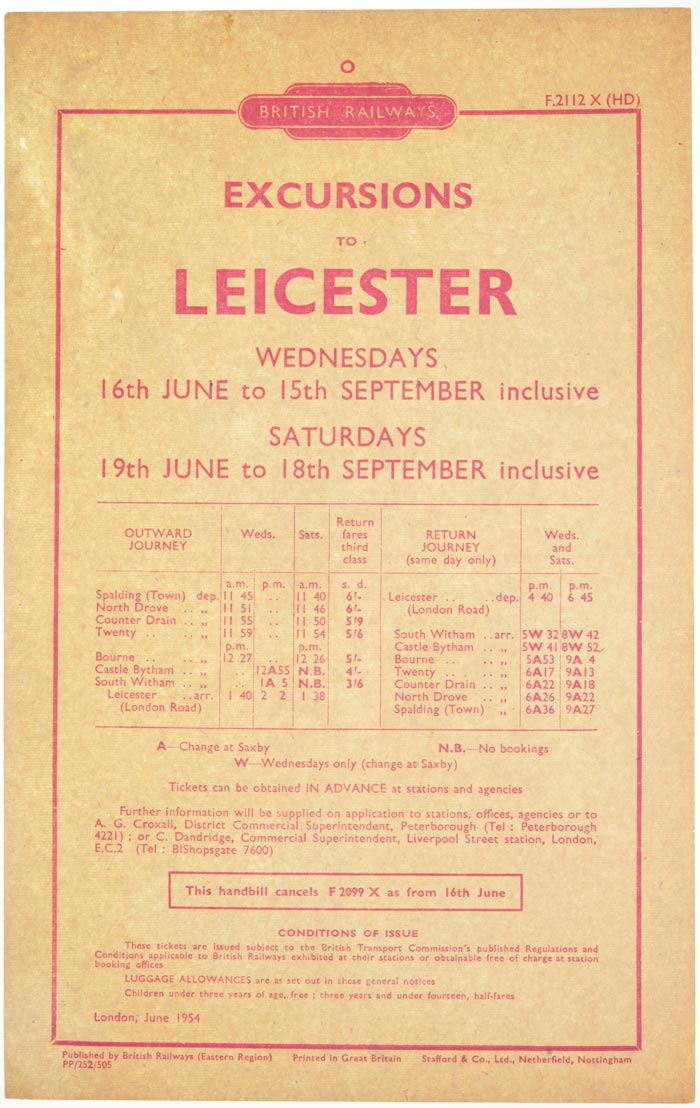 O
BRITISH RAILWAYS
F.2112 X (HD)
EXCURSIONS
TO
LEICESTER
WEDNESDAYS
16th JUNE to 15th SEPTEMBER inclusive
SATURDAYS
19th JUNE to 18th SEPTEMBER inclusive
OUTWARD JOURNEY Weds. Sats. Return fares third class RETURN JOURNEY (same day only) Weds. and Sats.
a.m. p.m. a.m. s. d. p.m. p.m.
Spalding (Town) dep. 11 45 .. 11 40 6/- Leicester .. .. dep. 4 40 6 45
North Drove .. ,, 11 51 .. 11 46 6/- (London Road)
Counter Drain .. ,, 11 55 .. 11 50 5/9
Twenty .. .. ,, 11 59 .. 11 54 5/6 South Witham .. arr. 5W 32 8W 42
p.m. p.m. Castle Bytham .. ,, 5W 41 8W 52
Bourne .. .. ,, 12 27 .. 12 26 5/- Bourne .. .. ,, 5A53 9A 4
Castle Bytham .. ,, .. 12A55 N.B. 4/- Twenty .. .. ,, 6A17 9A13
South Witham .. ,, .. 1A 5 N.B. 3/6 Counter Drain .. ,, 6A22 9A18
Leicester .. arr. 1 40 2 2 1 38 North Drove .. ,, 6A26 9A22
(London Road) Spalding (Town) ,, 6A36 9A27
A—Change at Saxby N.B.—No bookings
W—Wednesdays only (change at Saxby)
Tickets can be obtained IN ADVANCE at stations and agencies
Further information will be supplied on application to stations, offices, agencies or to
A. G. Croxall, District Commercial Superintendent, Peterborough (Tel : Peterborough
4221) ; or C. Dandridge, Commercial Superintendent, Liverpool Street station, London,
E.C.2 (Tel : BIShopsgate 7600)
This handbill cancels F 2099 X as from 16th June
CONDITIONS OF ISSUE
These tickets are issued subject to the British Transport Commission's published Regulations and
Conditions applicable to British Railways exhibited at their stations or obtainable free of charge at station
booking offices
LUGGAGE ALLOWANCES are as set out in these general notices
Children under three years of age, free ; three years and under fourteen, half-fares
London, June 1954
Published by British Railways (Eastern Region) Printed in Great Britain Stafford & Co., Ltd., Netherfield, Nottingham
PP/252/505